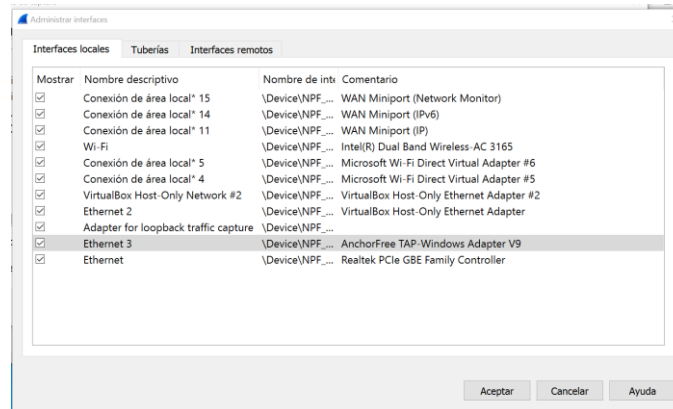 Administrar interfaces
Interfaces locales Tuberías Interfaces remotos
Mostrar Nombre descriptivo Nombre de inte Comentario
Conexión de área local* 15 \Device\NPF_... WAN Miniport (Network Monitor)
Conexión de área local* 14 \Device\NPF_... WAN Miniport (IPv6)
Conexión de área local* 11 \Device\NPF_... WAN Miniport (IP)
Wi-Fi \Device\NPF_... Intel(R) Dual Band Wireless-AC 3165
Conexión de área local* 5 \Device\NPF_... Microsoft Wi-Fi Direct Virtual Adapter #6
Conexión de área local* 4 \Device\NPF_... Microsoft Wi-Fi Direct Virtual Adapter #5
VirtualBox Host-Only Network #2 \Device\NPF_... VirtualBox Host-Only Ethernet Adapter #2
Ethernet 2 \Device\NPF_... VirtualBox Host-Only Ethernet Adapter
Adapter for loopback traffic capture \Device\NPF_...
Ethernet 3 \Device\NPF_... AnchorFree TAP-Windows Adapter V9
Ethernet \Device\NPF_... Realtek PCIe GBE Family Controller
Aceptar Cancelar Ayuda